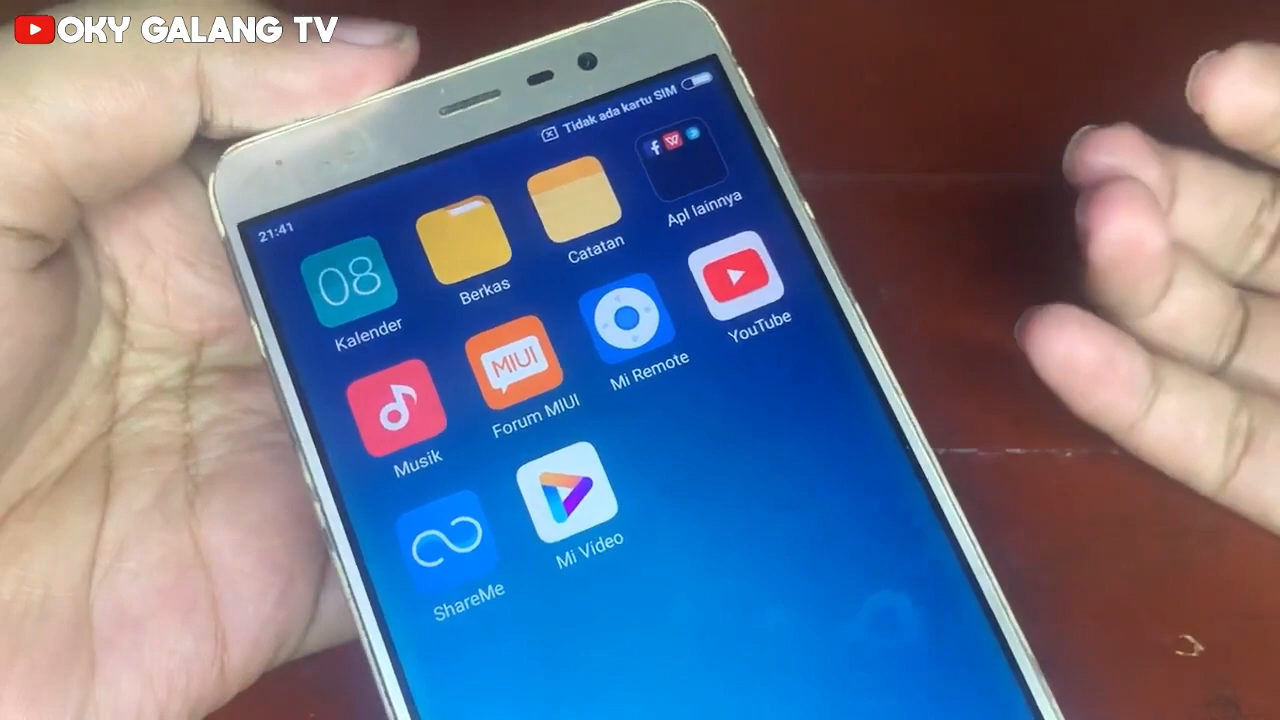 OKY GALANG TV
Tidak ada kartu SIM
21:41
08
Kalender
Berkas
Catatan
Apl lainnya
Musik
MIUI
Forum MIUI
Mi Remote
YouTube
ShareMe
Mi Video